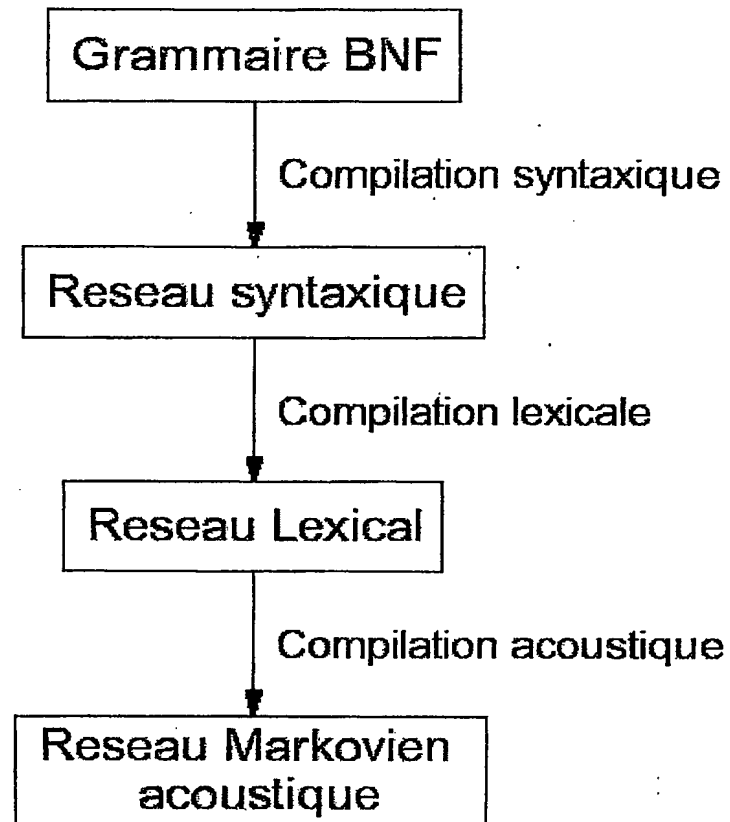 Grammaire BNF
Compilation syntaxique
Reseau syntaxique
Compilation lexicale
Reseau Lexical
Compilation acoustique
Reseau Markovien
acoustique